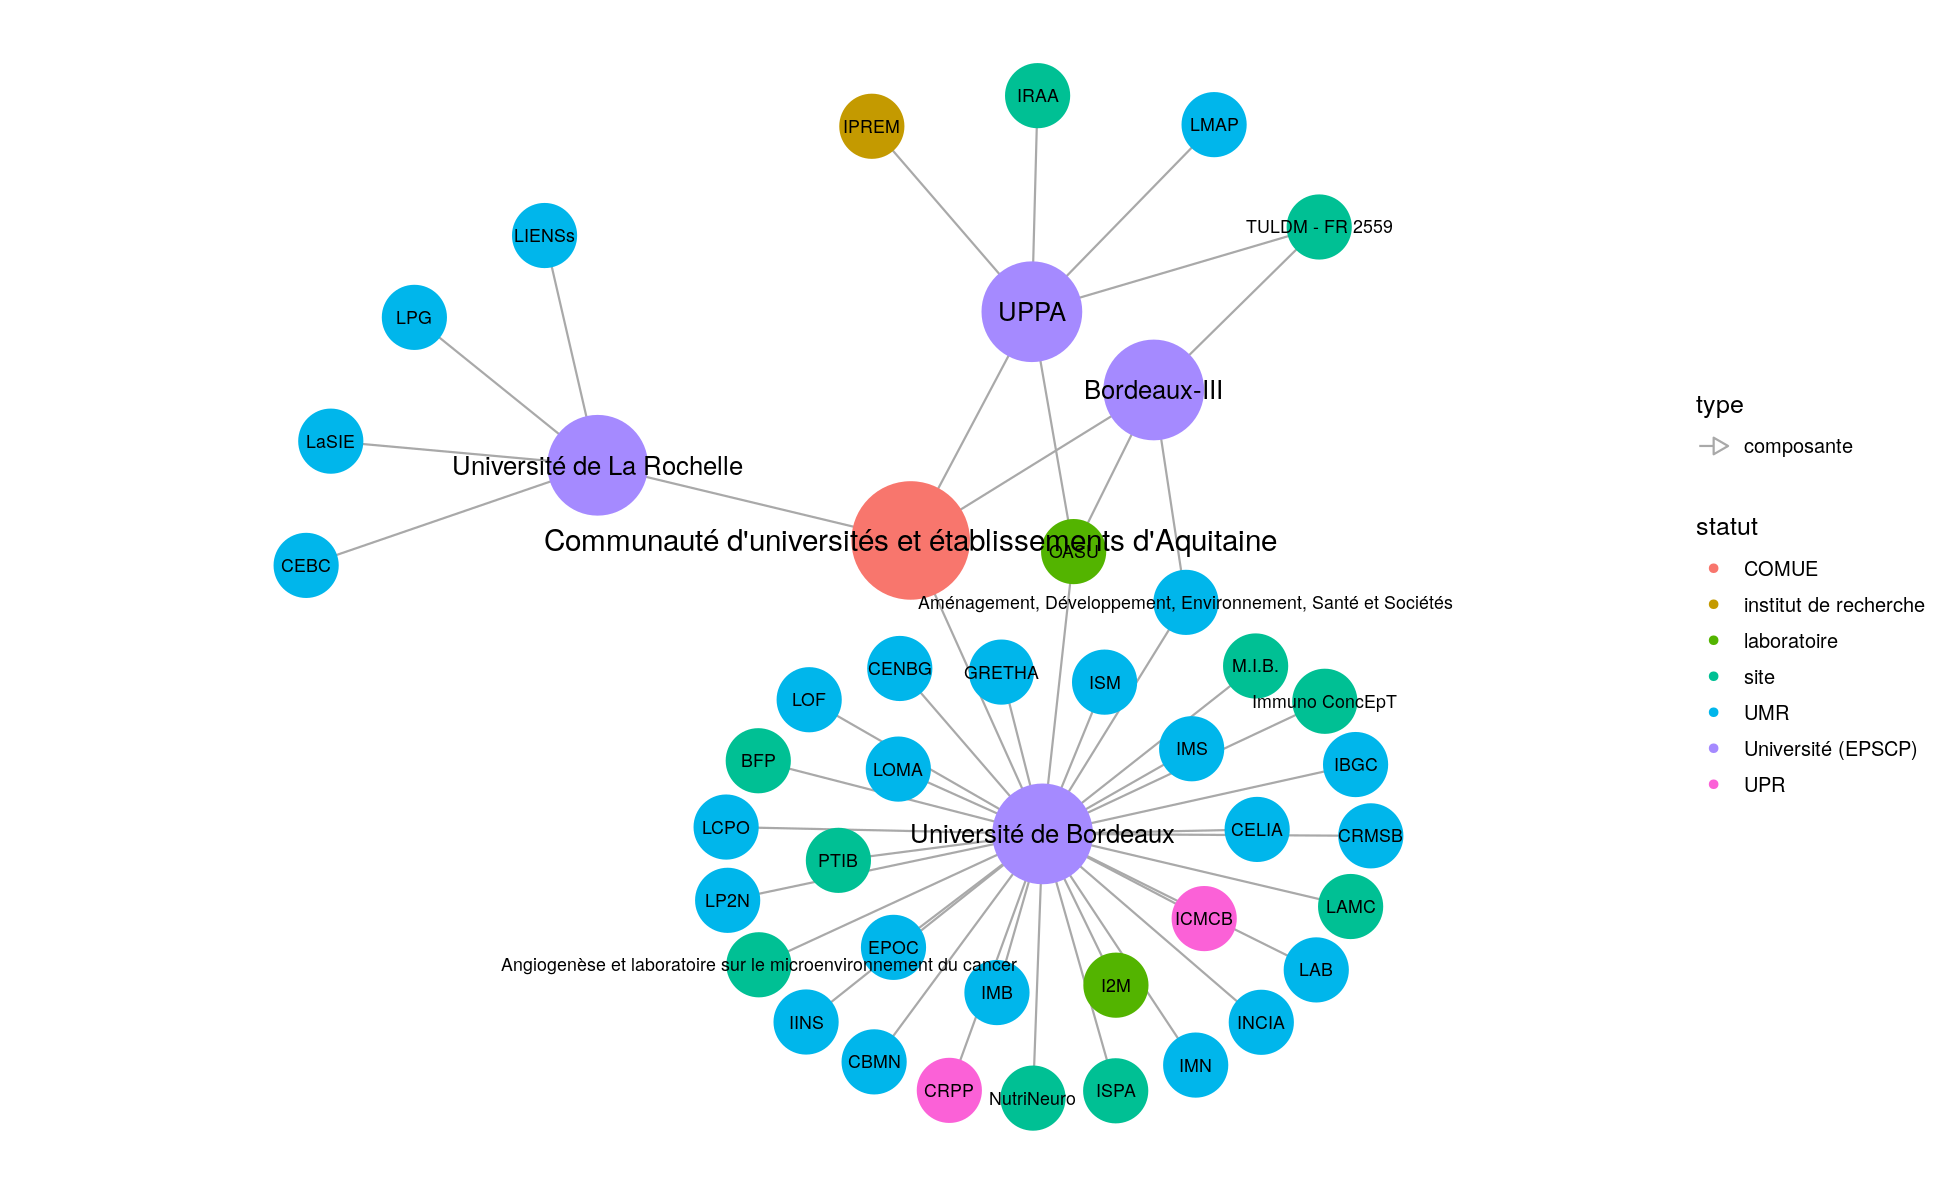 IRAA
IPREM
LMAP
TULDM - FR 2559
LIENSs
UPPA
LPG
Bordeaux-III
type
LaSIE
composante
Université de La Rochelle
statut
Communauté d'universités et établissements d'Aquitaine
OASU
CEBC
COMUE
Aménagement, Développement, Environnement, Santé et Sociétés
institut de recherche
laboratoire
M.I.B.
CENBG
GRETHA
ISM
site
LOF
Immuno ConcEpT
UMR
IMS
Université (EPSCP)
BFP
LOMA
IBGC
UPR
LCPO
CELIA
Université de Bordeaux
CRMSB
PTIB
LP2N
LAMC
ICMCB
EPOC
Angiogenèse et laboratoire sur le microenvironnement du cancer
LAB
I2M
IMB
IINS
INCIA
CBMN
IMN
CRPP
ISPA
NutriNeuro